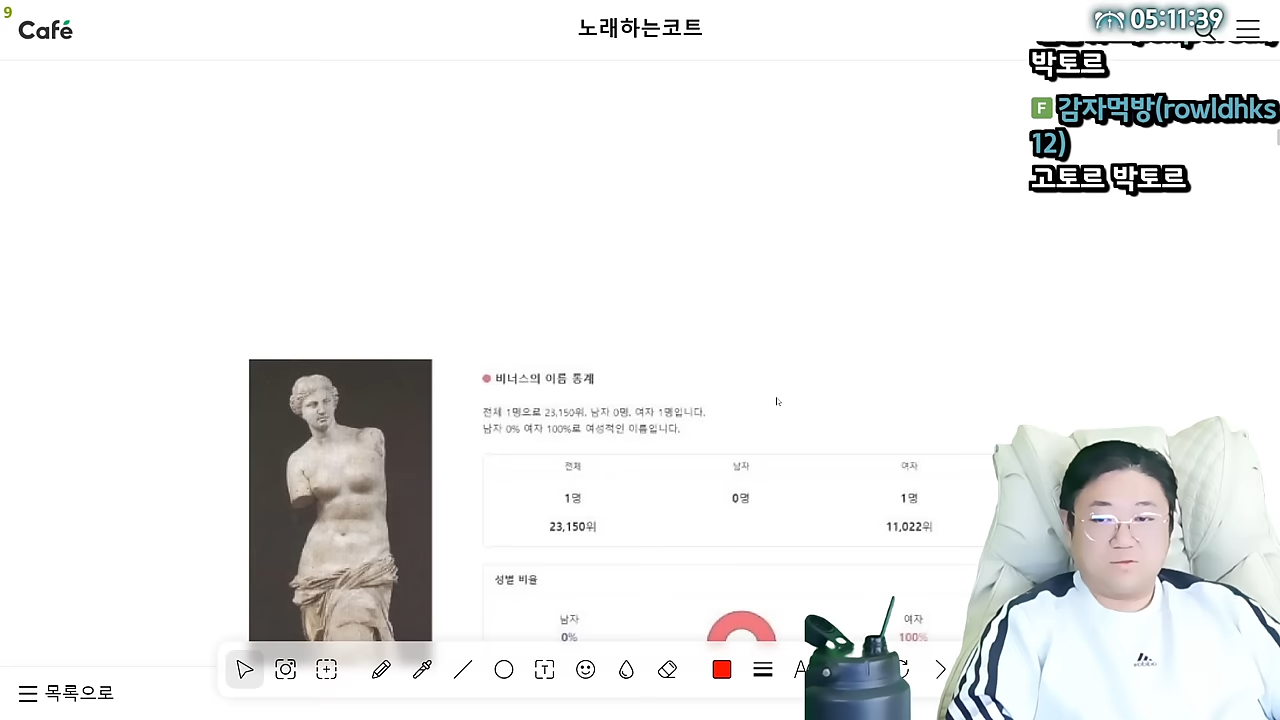 9
Café
노래하는코트
05:11:39
박토르
F 감자먹방(rowldhks
12)
고토르 박토르
비너스의 이름 통계
전체 1명으로 23,150위, 남자 0명, 여자 1명입니다.
남자 0% 여자 100%로 여성적인 이름입니다.
전체 남자 여자
1명 0명 1명
23,150위 11,022위
성별 비율
남자 여자
0% 100%
목록으로